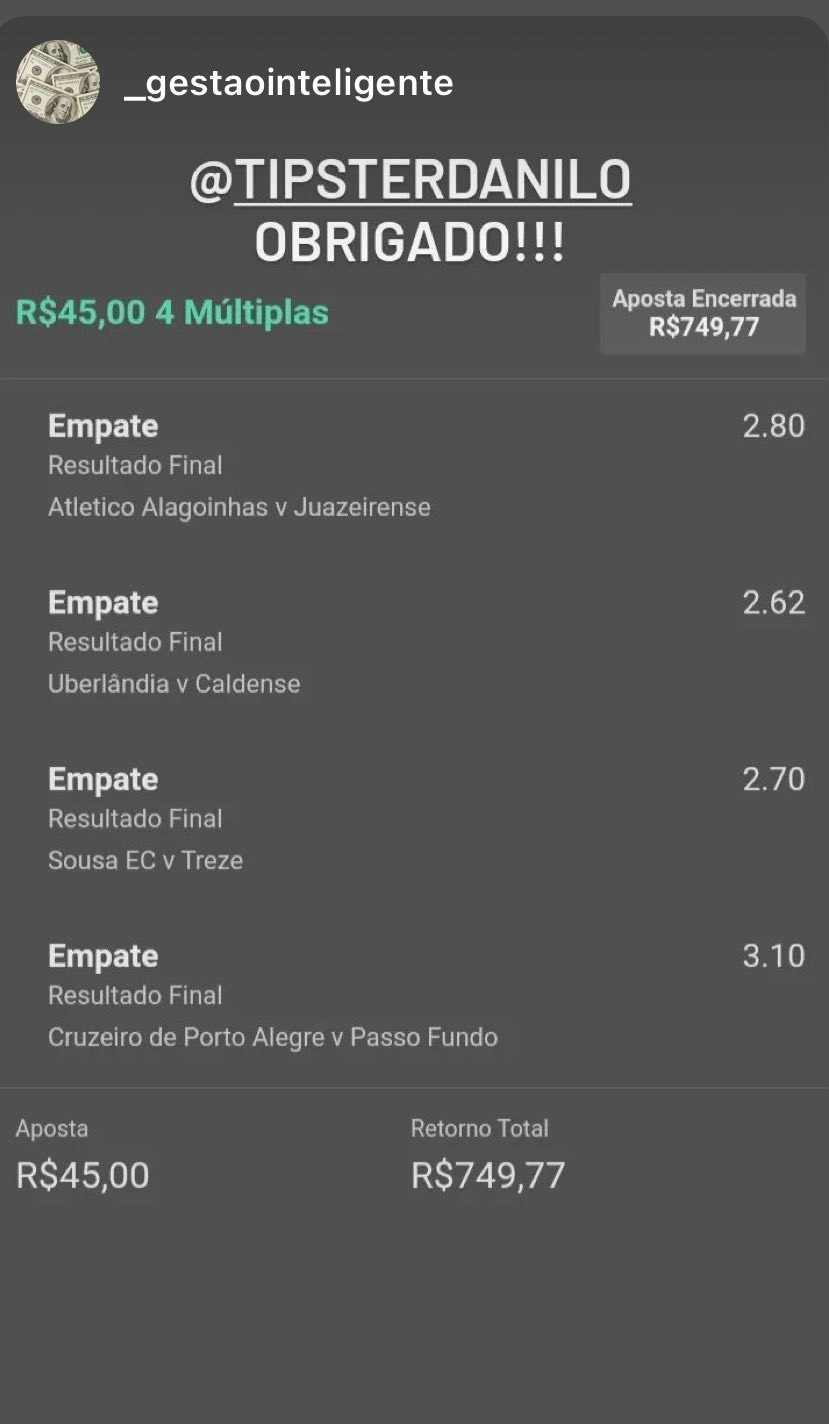 _gestaointeligente
@TIPSTERDANILO
OBRIGADO!!!
R$45,00 4 Múltiplas
Aposta Encerrada
R$749,77
Empate 2.80
Resultado Final
Atletico Alagoinhas v Juazeirense
Empate 2.62
Resultado Final
Uberlândia v Caldense
Empate 2.70
Resultado Final
Sousa EC v Treze
Empate 3.10
Resultado Final
Cruzeiro de Porto Alegre v Passo Fundo
Aposta Retorno Total
R$45,00 R$749,77